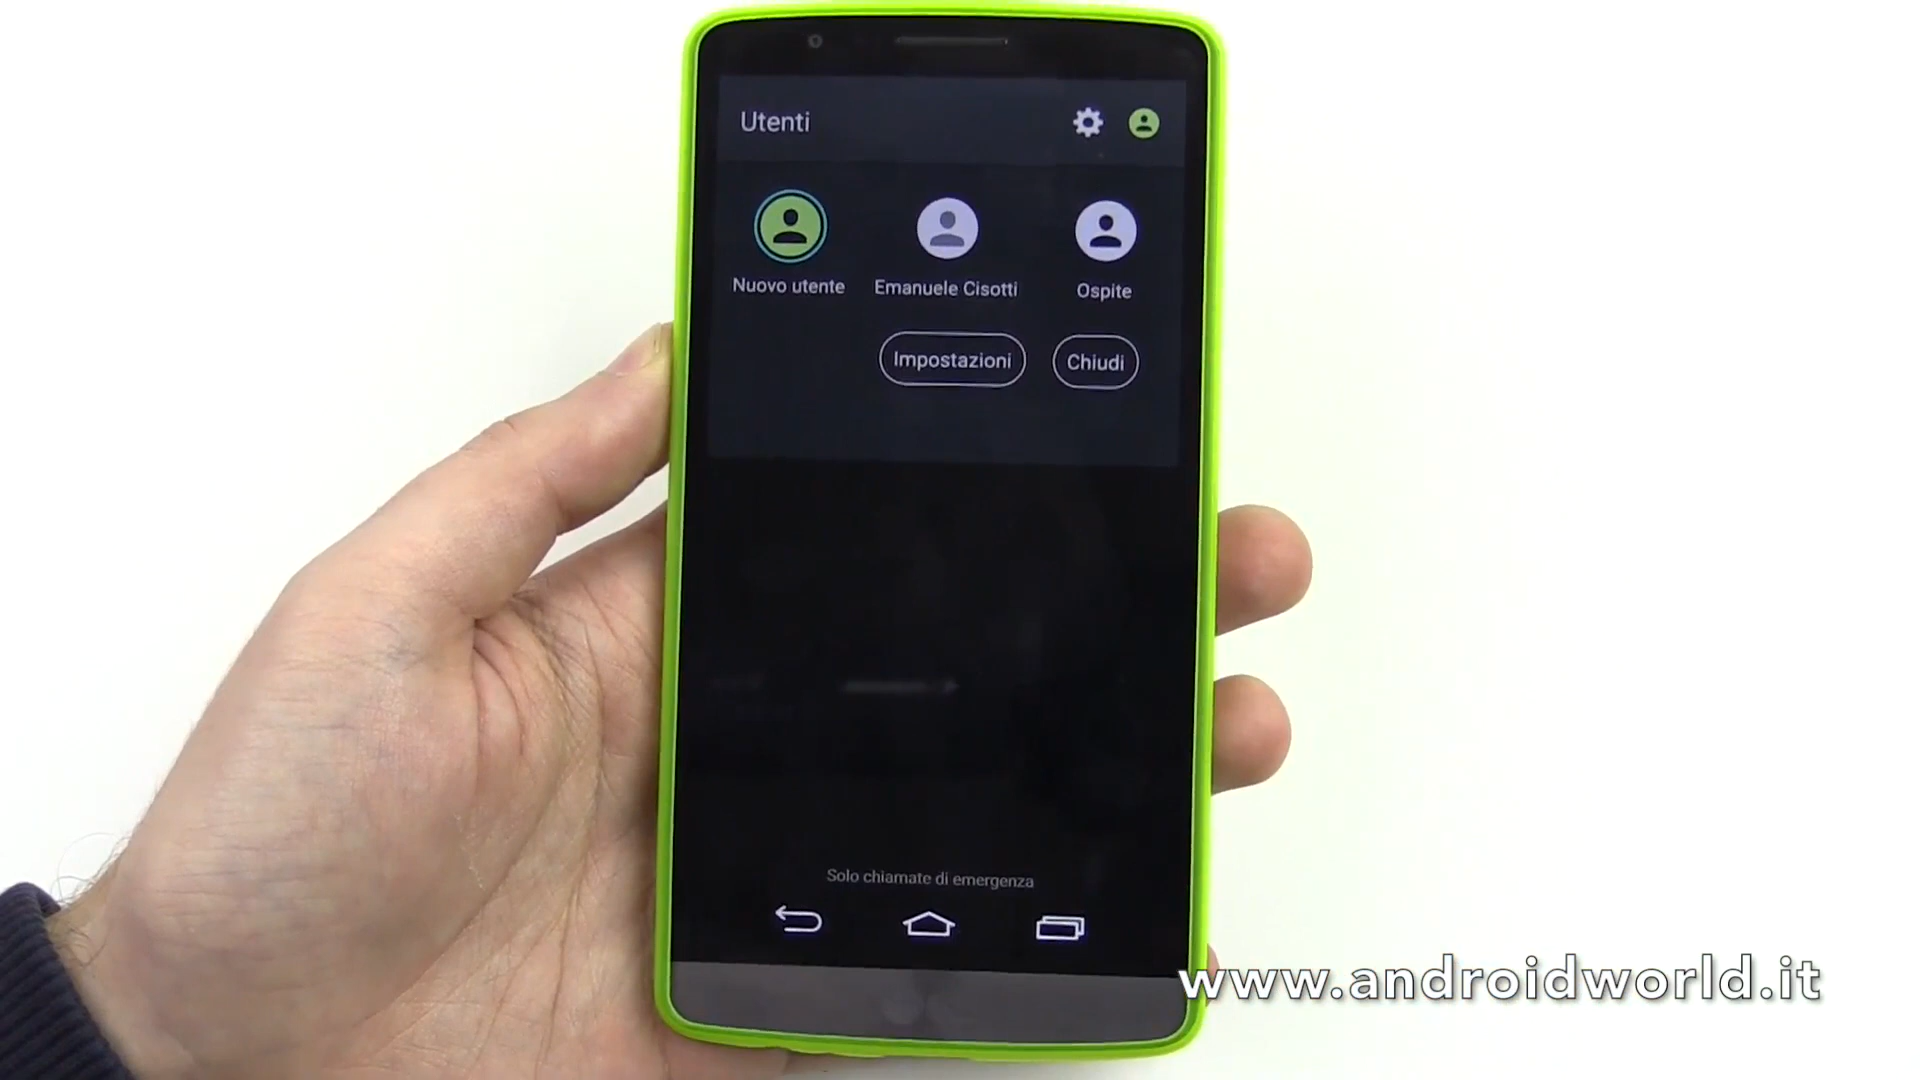 Utenti
Nuovo utente
Emanuele Cisotti
Ospite
Impostazioni
Chiudi
Solo chiamate di emergenza
www.androidworld.it